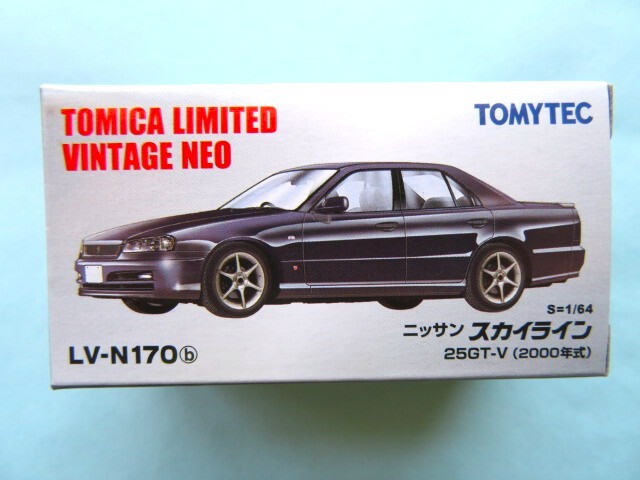 TOMICA LIMITED
VINTAGE NEO
TOMYTEC
S=1/64
ニッサン スカイライン
25GT-V (2000年式)
LV-N170ⓑ